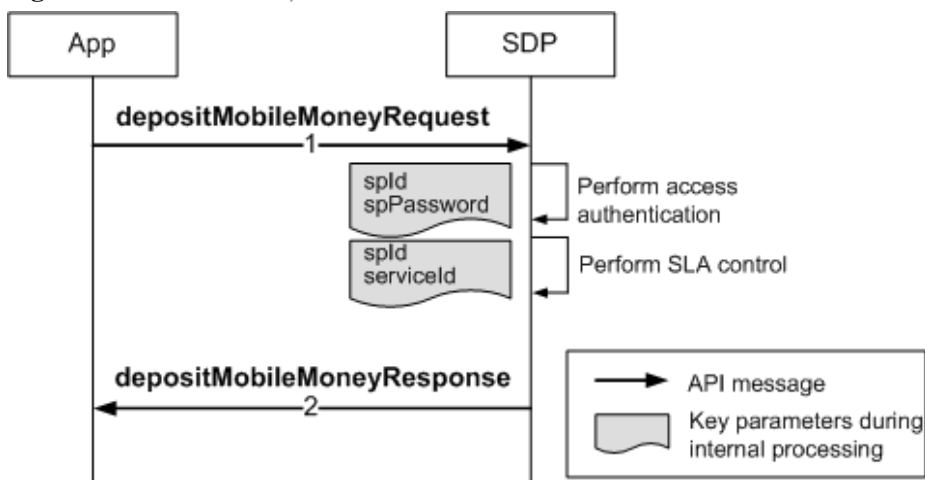 App
SDP
depositMobileMoneyRequest
1
spId
spPassword
Perform access
authentication
spId
serviceId
Perform SLA control
depositMobileMoneyResponse
2
API message
Key parameters during
internal processing